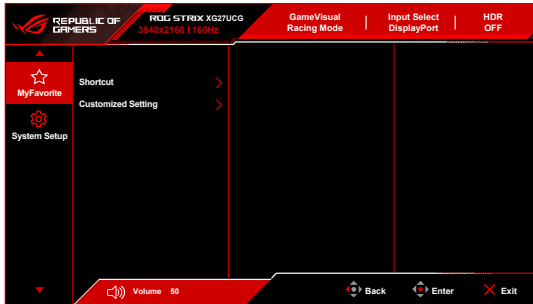 REPUBLIC OF
GAMERS
ROG STRIX XG27UCG
3840x2160 I 160Hz
GameVisual
Racing Mode
Input Select
DisplayPort
HDR
OFF
MyFavorite
System Setup
Shortcut
Customized Setting
Volume 50
Back
Enter
Exit